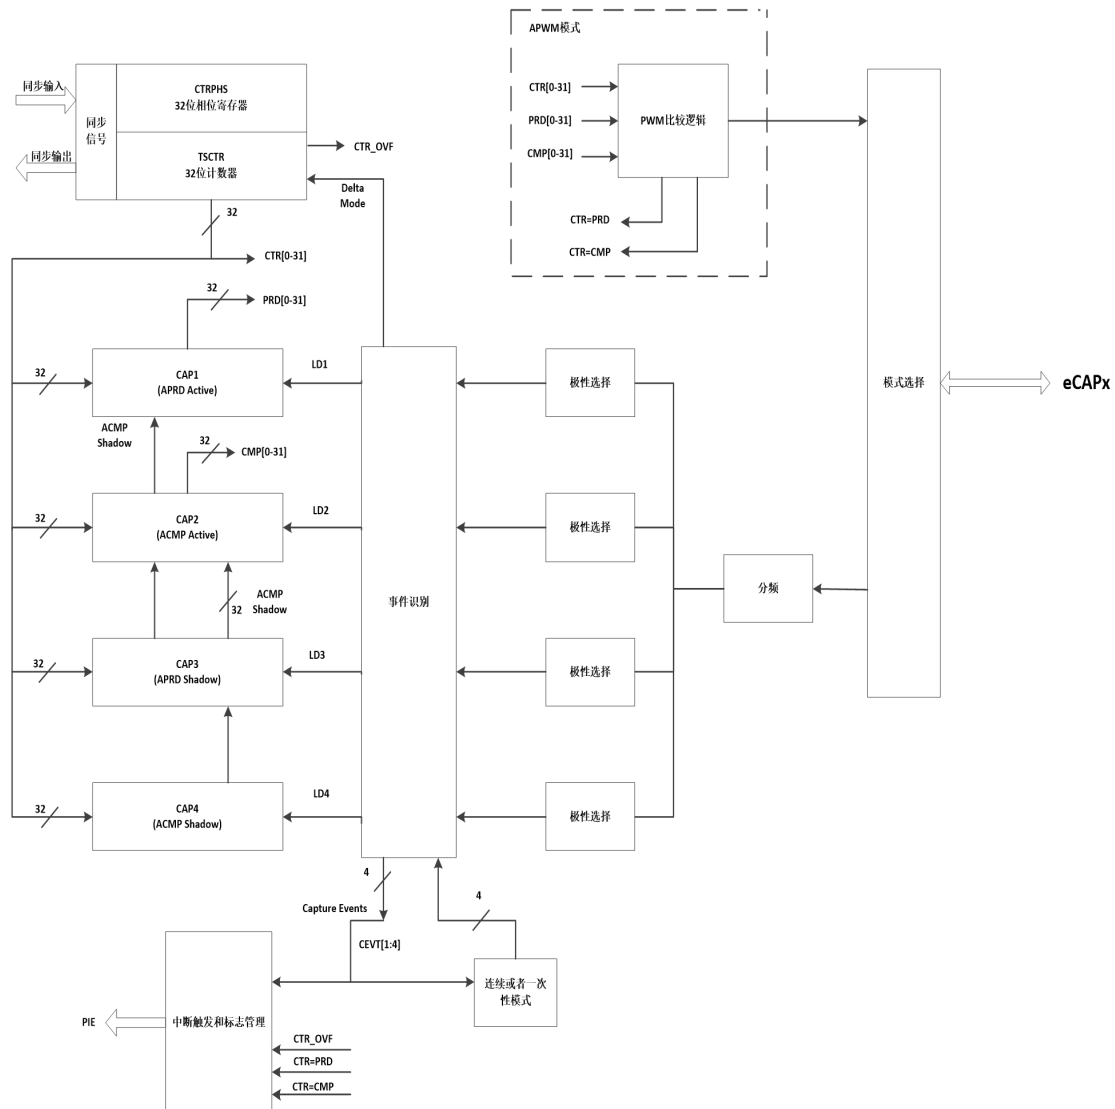 APWM模式
同步输入
同步输出
同步
信号
CTRPHS
32位相位寄存器
TSCTR
32位计数器
CTR_OVF
Delta
Mode
32
CTR[0-31]
32
PRD[0-31]
CTR[0-31]
PRD[0-31]
CMP[0-31]
PWM比较逻辑
CTR=PRD
CTR=CMP
模式选择
eCAPx
32
CAP1
(APRD Active)
LD1
极性选择
ACMP
Shadow
32
CMP[0-31]
32
CAP2
(ACMP Active)
LD2
极性选择
事件识别
分频
32
ACMP
Shadow
32
CAP3
(APRD Shadow)
LD3
极性选择
32
CAP4
(ACMP Shadow)
LD4
极性选择
4
Capture Events
CEVT[1:4]
4
连续或者一次
性模式
PIE
中断触发和标志管理
CTR_OVF
CTR=PRD
CTR=CMP